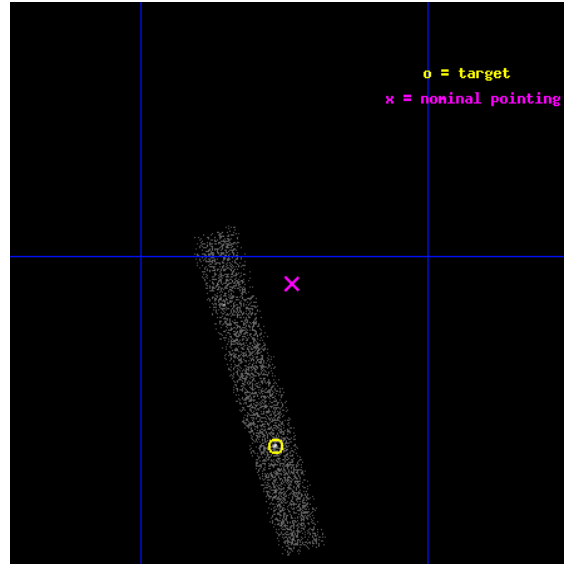 o = target
x = nominal pointing